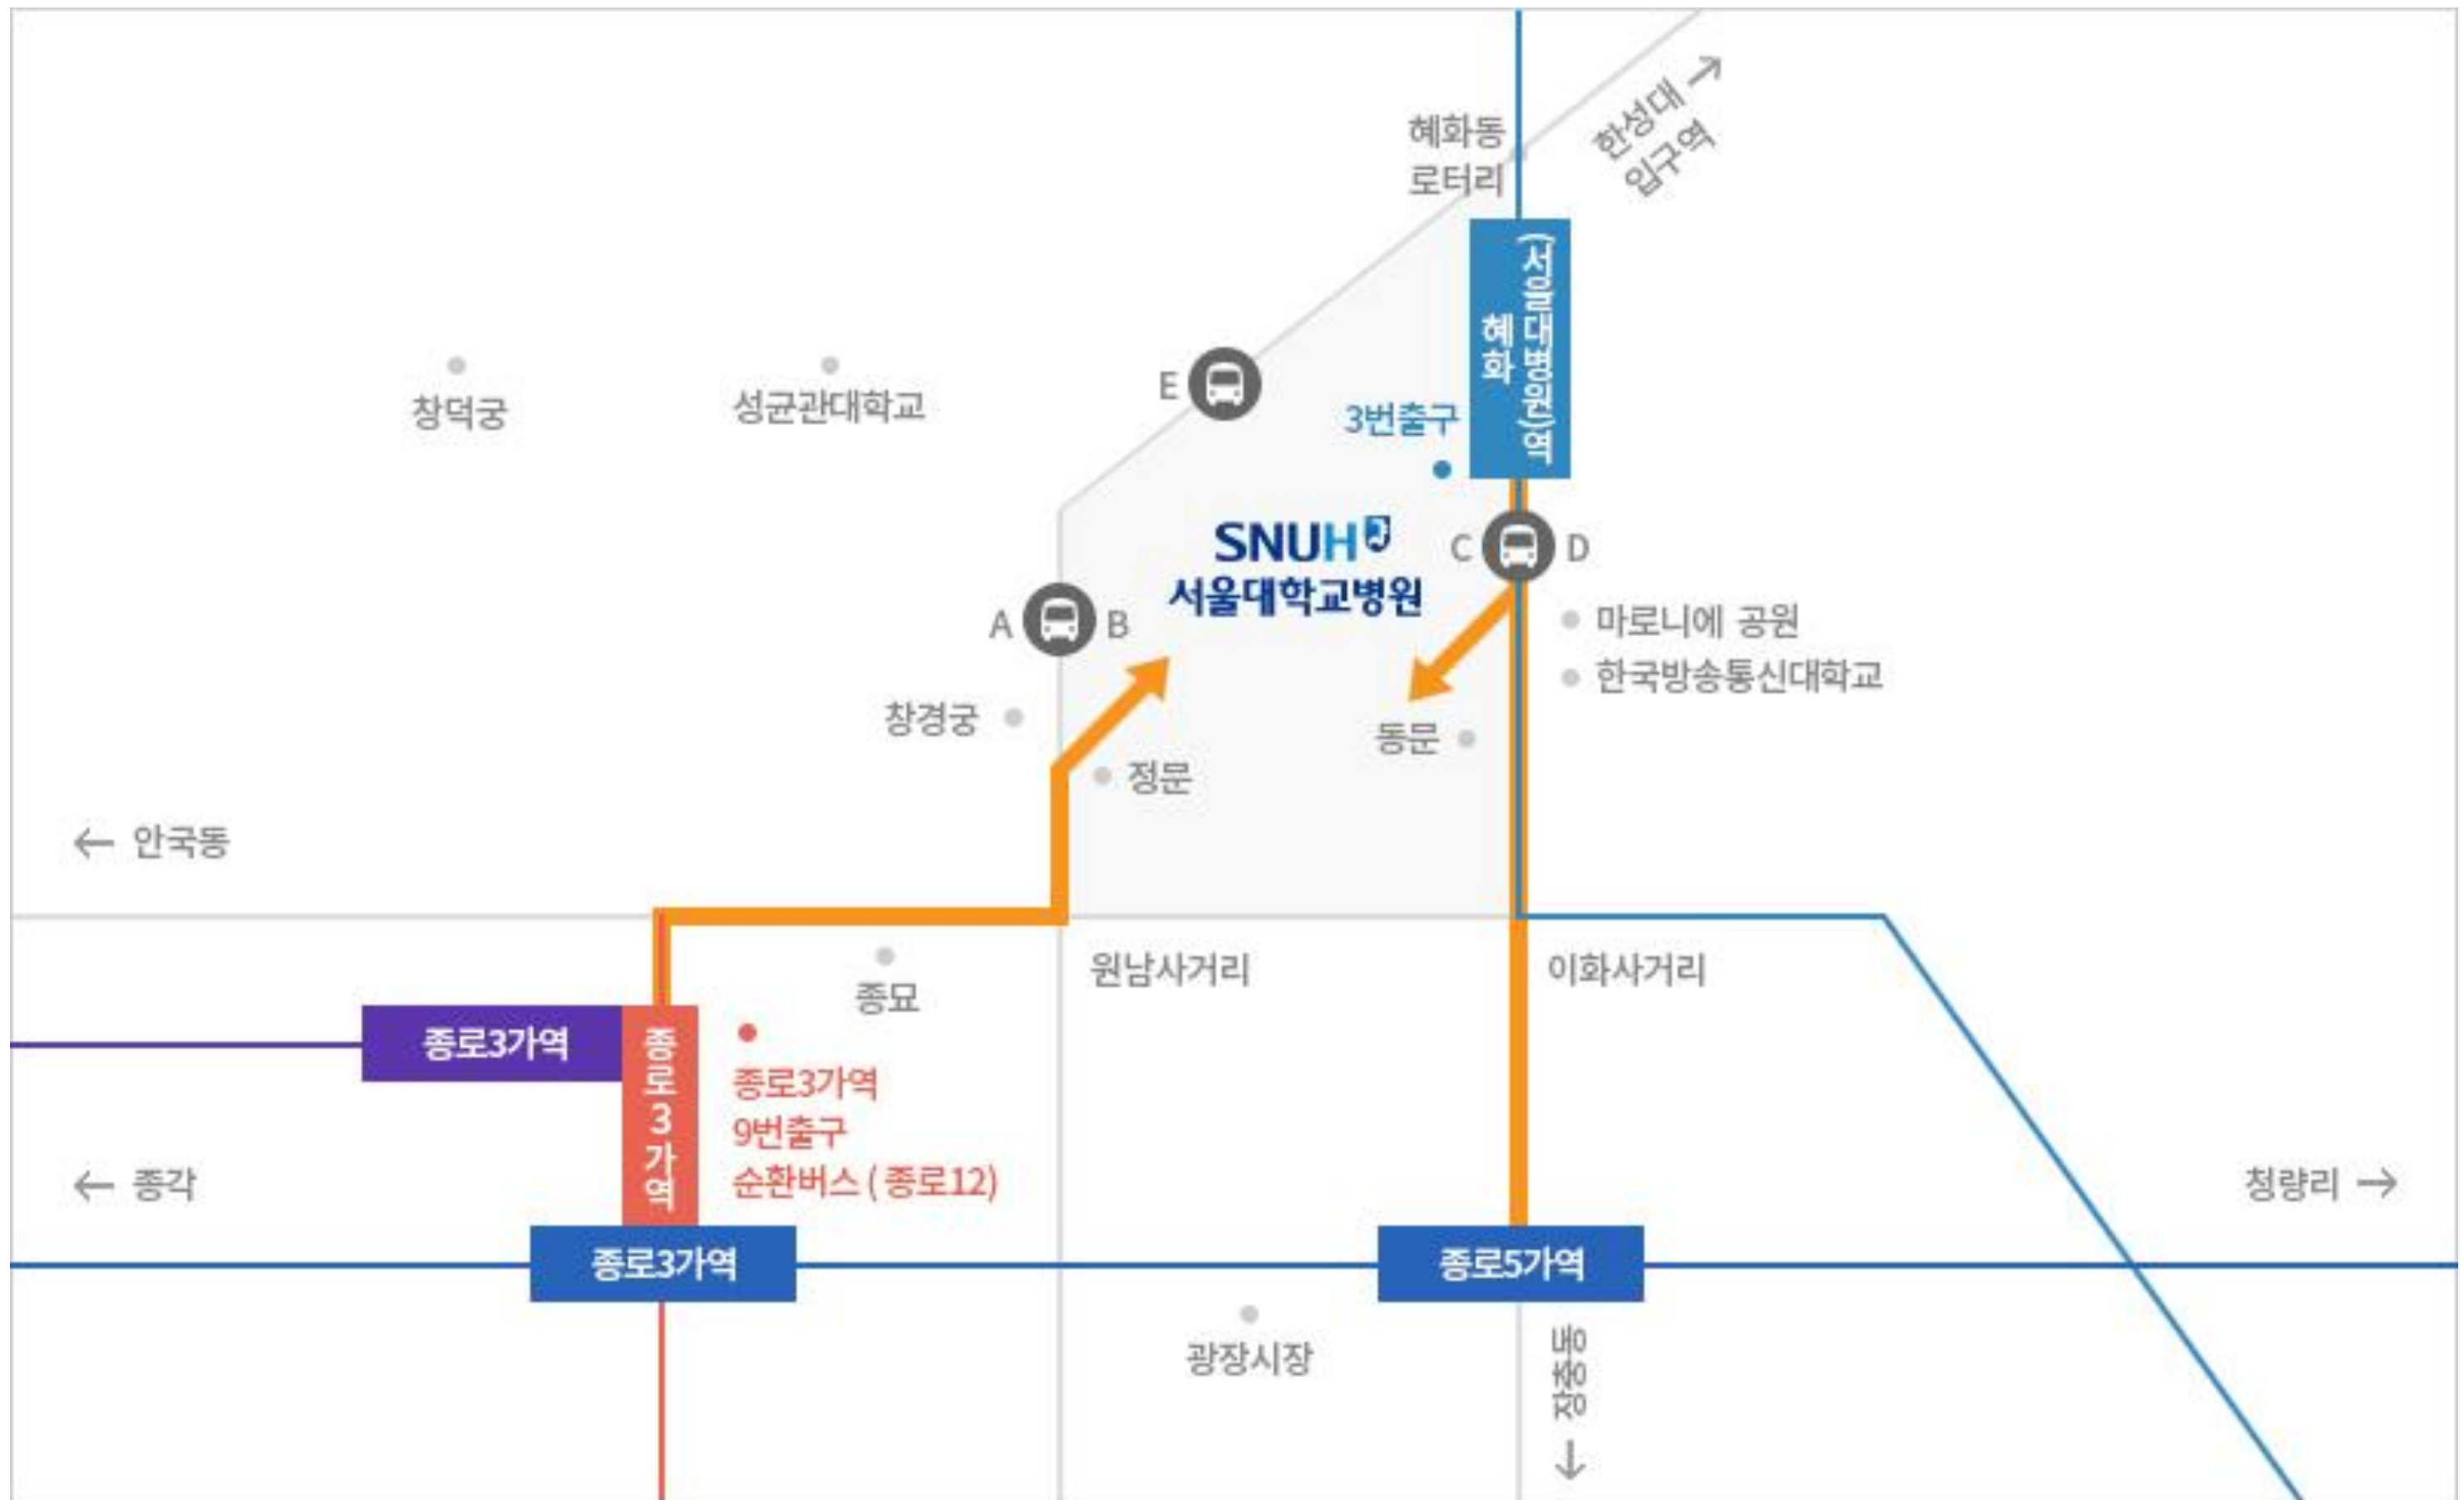 혜화동
로터리
한성대
입구역
혜화
(서울대병원)역
E
3번출구
창덕궁
성균관대학교
SNUH
서울대학교병원
C
D
A
B
마로니에 공원
한국방송통신대학교
창경궁
동문
정문
안국동
종묘
원남사거리
이화사거리
종로3가역
종로3가역
종로3가역
9번출구
순환버스 ( 종로12)
종각
청량리
종로3가역
종로5가역
광장시장
장충동